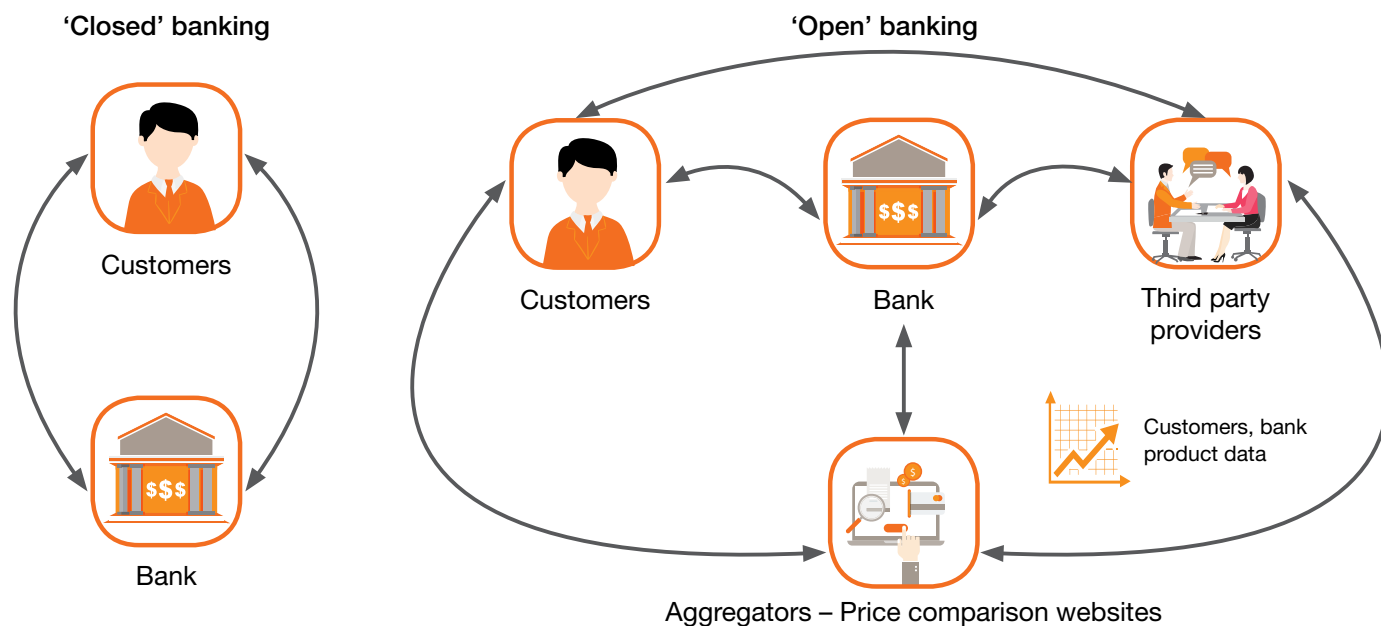 ‘Closed’ banking
Customers
$$$
Bank
‘Open’ banking
Customers
$$$
Bank
Third party
providers
Customers, bank
product data
$
$
Aggregators – Price comparison websites